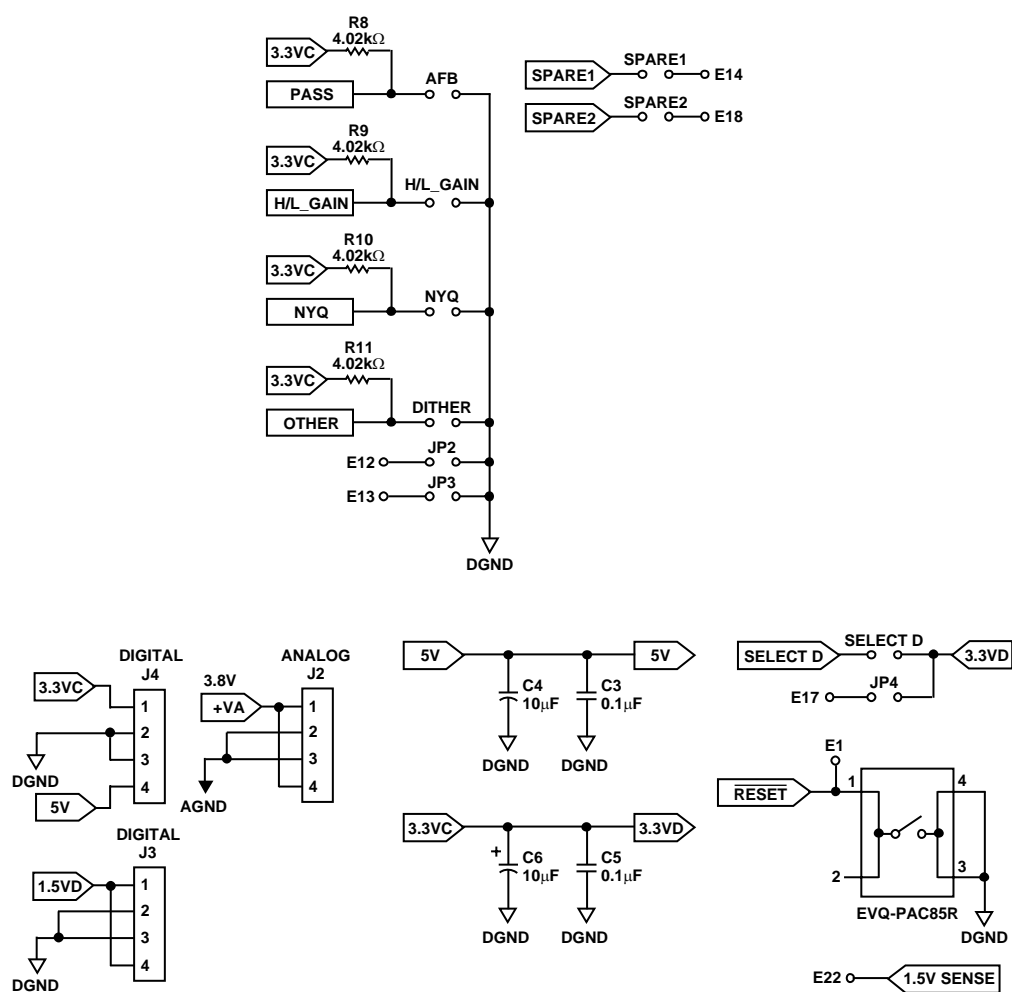 R8
4.02kΩ
3.3VC
PASS
AFB
SPARE1
SPARE1
E14
SPARE2
SPARE2
E18
R9
4.02kΩ
3.3VC
H/L_GAIN
H/L_GAIN
R10
4.02kΩ
3.3VC
NYQ
NYQ
R11
4.02kΩ
3.3VC
OTHER
DITHER
E12
JP2
E13
JP3
DGND
DIGITAL
J4
3.3VC
1
2
3
4
DGND
5V
ANALOG
J2
3.8V
+VA
1
2
3
4
AGND
DIGITAL
J3
1.5VD
1
2
3
4
DGND
5V
5V
C4
10μF
C3
0.1μF
DGND
DGND
3.3VC
3.3VD
+
C6
10μF
C5
0.1μF
DGND
DGND
SELECT D
SELECT D
3.3VD
E17
JP4
E1
RESET
1
4
2
3
EVQ-PAC85R
DGND
E22
1.5V SENSE